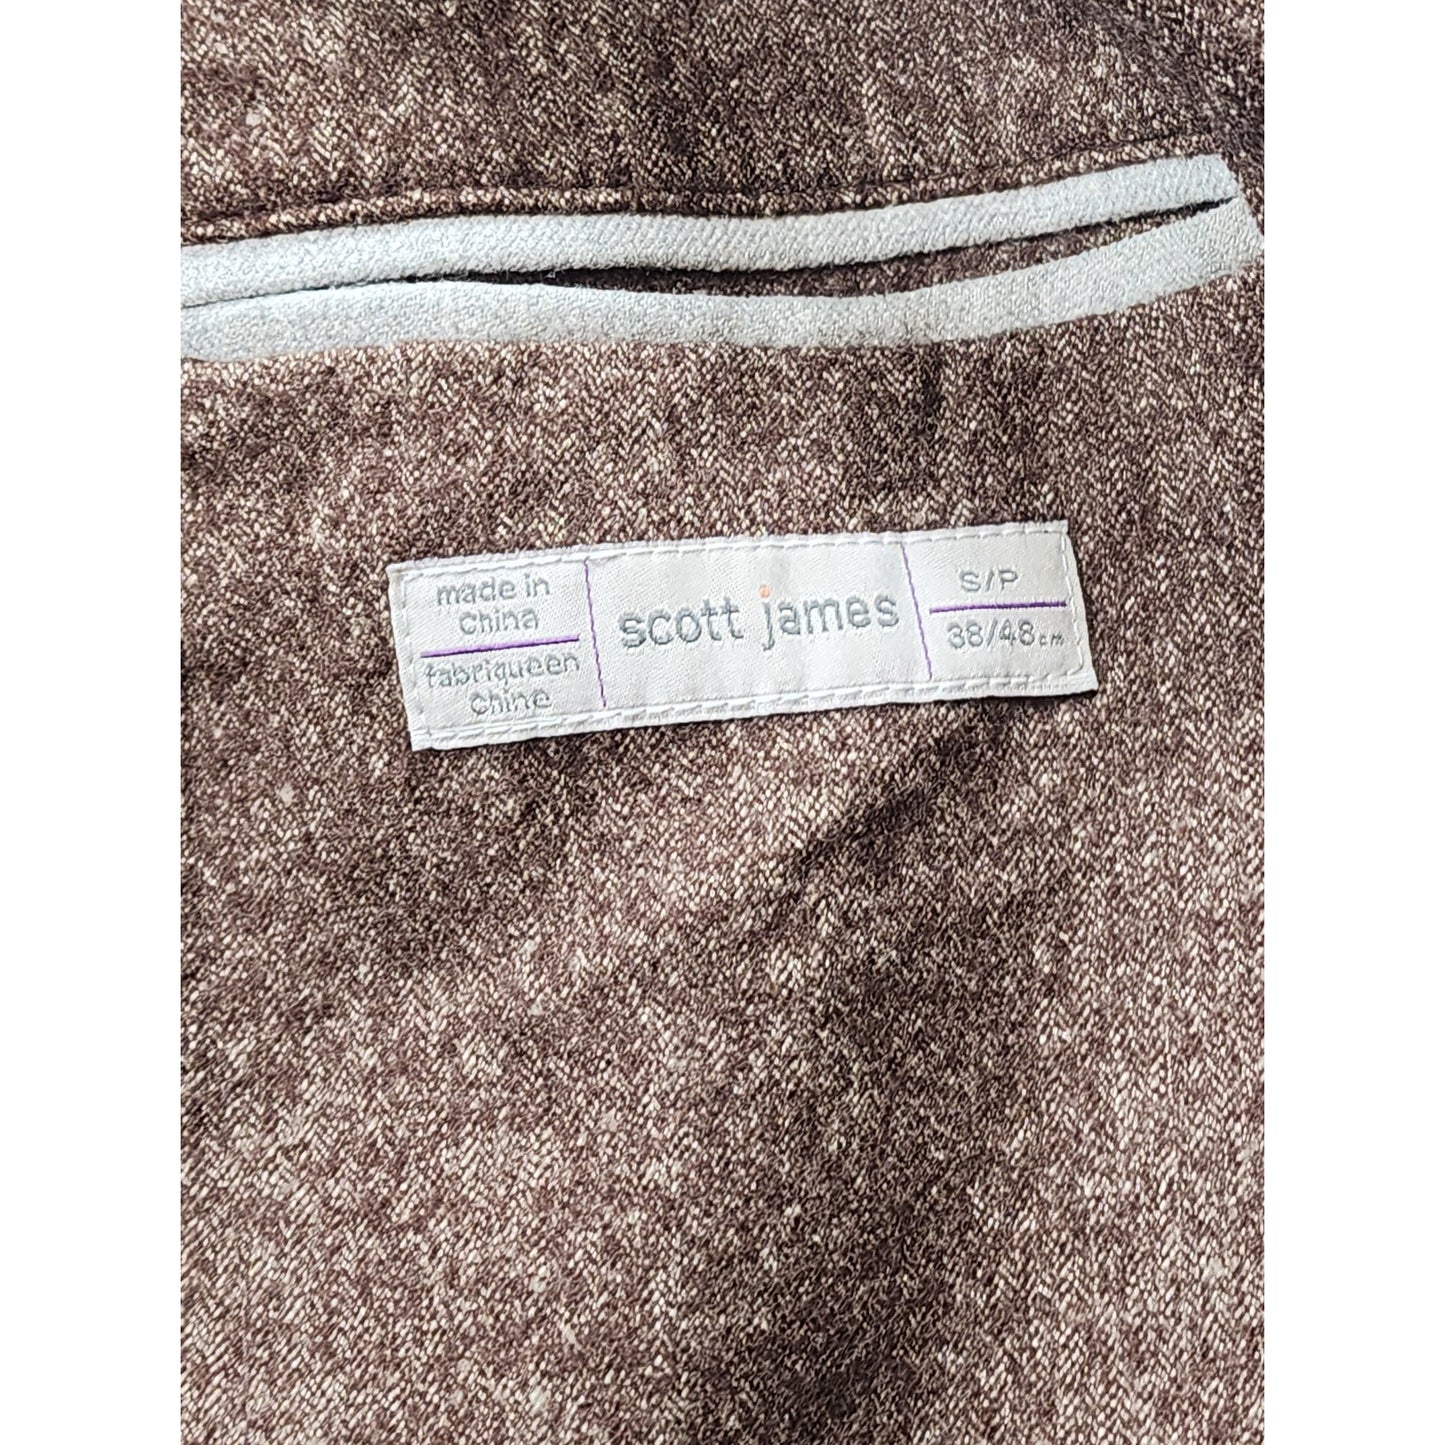 made in
China
fabriqueen
Chine
scott james
S/P
38/48cm